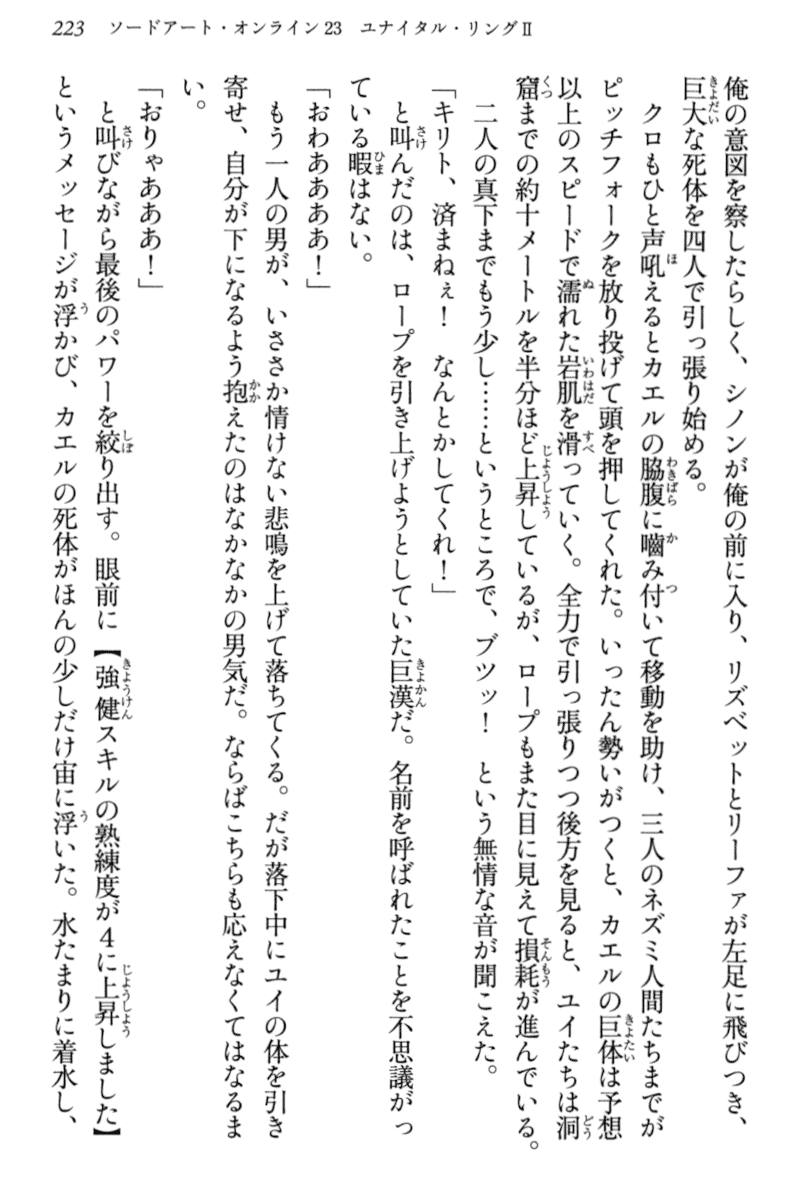 223　ソードアート・オンライン23　ユナイタル・リングⅡ
俺の意図を察したらしく、シノンが俺の前に入り、リズベットとリーファが左足に飛びつき、
巨大な死体を四人で引っ張り始める。
　クロもひと声吼えるとカエルの脇腹に嚙み付いて移動を助け、三人のネズミ人間たちまでが
ピッチフォークを放り投げて頭を押してくれた。いったん勢いがつくと、カエルの巨体は予想
以上のスピードで濡れた岩肌を滑っていく。全力で引っ張りつつ後方を見ると、ユイたちは洞
窟までの約十メートルを半分ほど上昇しているが、ロープもまた目に見えて損耗が進んでいる。
　二人の真下までもう少し……というところで、ブツッ！　という無情な音が聞こえた。
「キリト、済まねぇ！　なんとかしてくれ！」
　と叫んだのは、ロープを引き上げようとしていた巨漢だ。名前を呼ばれたことを不思議がっ
ている暇はない。
「おわああああ！」
　もう一人の男が、いささか情けない悲鳴を上げて落ちてくる。だが落下中にユイの体を引き
寄せ、自分が下になるよう抱えたのはなかなかの男気だ。ならばこちらも応えなくてはなるま
い。
「おりゃあああ！」
　と叫びながら最後のパワーを絞り出す。眼前に【強健スキルの熟練度が４に上昇しました】
というメッセージが浮かび、カエルの死体がほんの少しだけ宙に浮いた。水たまりに着水し、